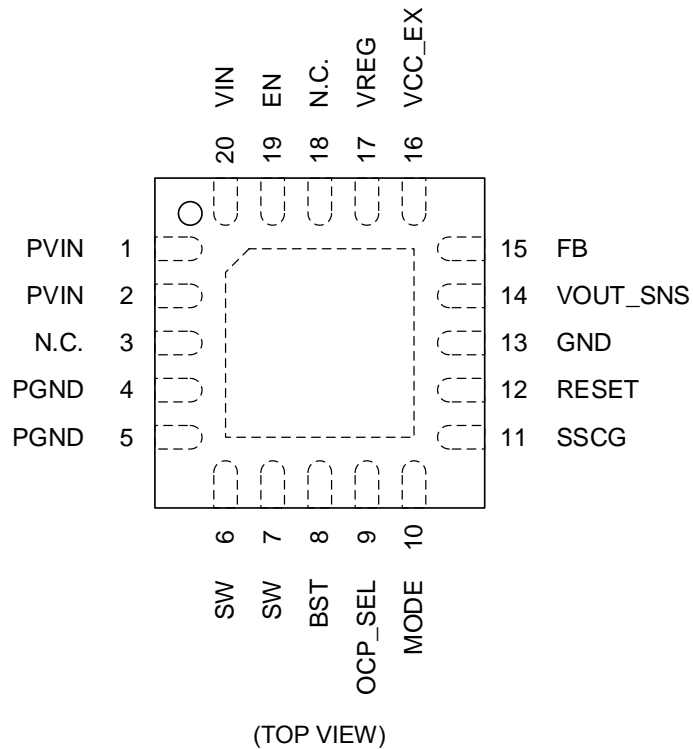 VIN
EN
N.C.
VREG
VCC_EX
20
19
18
17
16
PVIN 1
PVIN 2
N.C. 3
PGND 4
PGND 5
15 FB
14 VOUT_SNS
13 GND
12 RESET
11 SSCG
6
7
8
9
10
SW
SW
BST
OCP_SEL
MODE
(TOP VIEW)